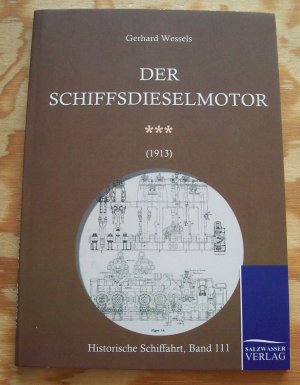 Gerhard Wessels
DER
SCHIFFSDIESELMOTOR
***
(1913)
Historische Schiffahrt, Band 111
SALZWASSER
VERLAG